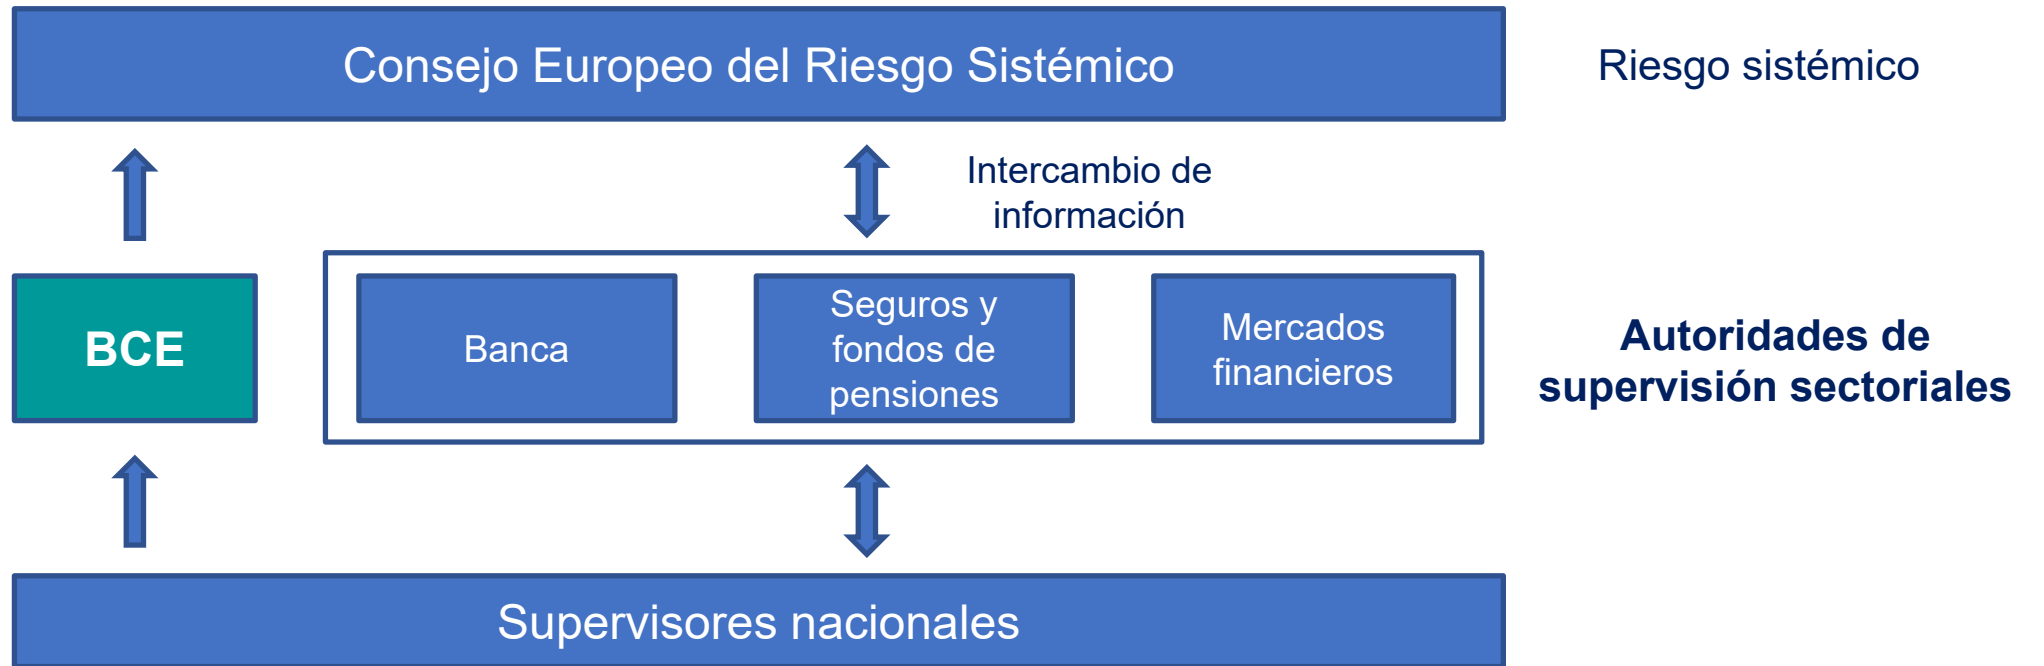 Consejo Europeo del Riesgo Sistémico
Riesgo sistémico
Intercambio de
información
BCE
Banca
Seguros y
fondos de
pensiones
Mercados
financieros
Autoridades de
supervisión sectoriales
Supervisores nacionales